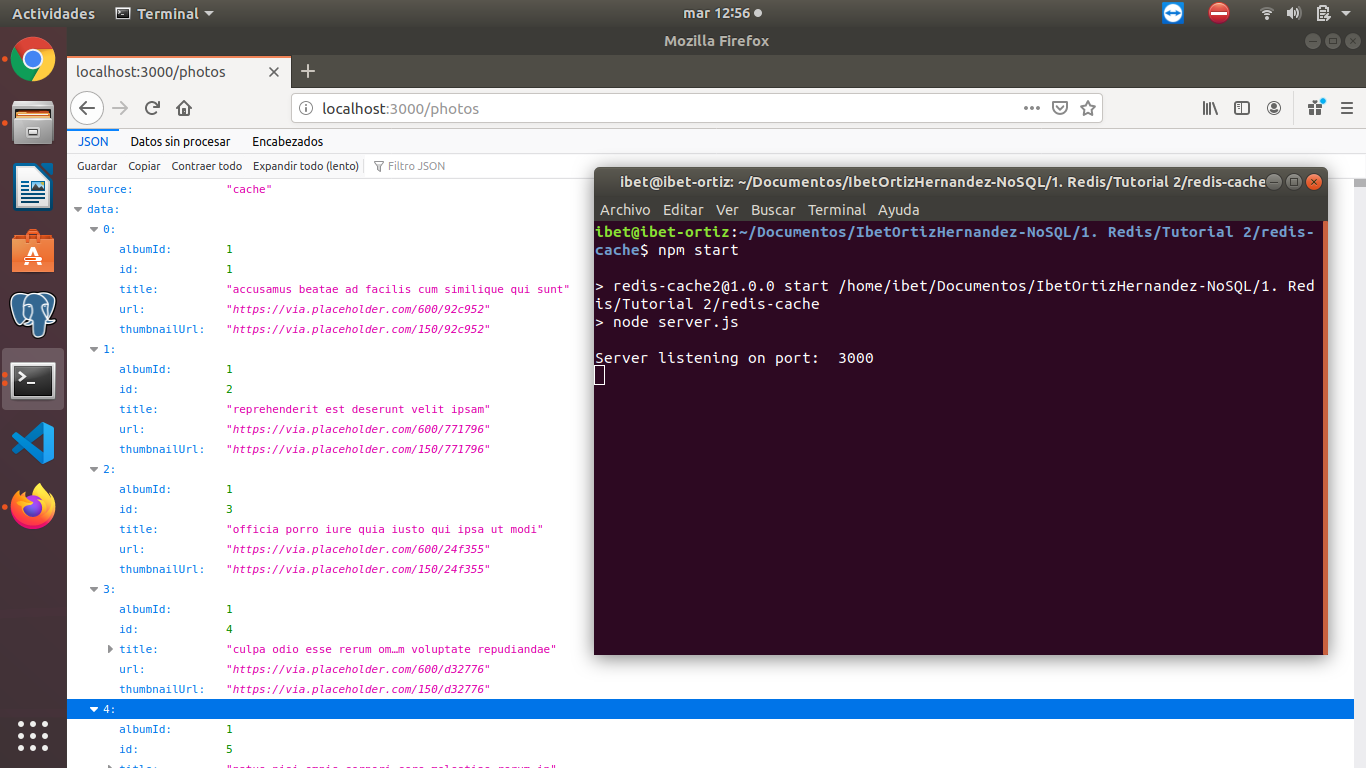 Actividades
Terminal
mar 12:56
Mozilla Firefox
localhost:3000/photos
localhost:3000/photos
JSON
Datos sin procesar
Encabezados
Guardar
Copiar
Contraer todo
Expandir todo (lento)
Filtro JSON
source: "cache"
data:
0:
albumId: 1
id: 1
title: "accusamus beatae ad facilis cum similique qui sunt"
url: "https://via.placeholder.com/600/92c952"
thumbnailUrl: "https://via.placeholder.com/150/92c952"
1:
albumId: 1
id: 2
title: "reprehenderit est deserunt velit ipsam"
url: "https://via.placeholder.com/600/771796"
thumbnailUrl: "https://via.placeholder.com/150/771796"
2:
albumId: 1
id: 3
title: "officia porro iure quia iusto qui ipsa ut modi"
url: "https://via.placeholder.com/600/24f355"
thumbnailUrl: "https://via.placeholder.com/150/24f355"
3:
albumId: 1
id: 4
title: "culpa odio esse rerum om…m voluptate repudiandae"
url: "https://via.placeholder.com/600/d32776"
thumbnailUrl: "https://via.placeholder.com/150/d32776"
4:
albumId: 1
id: 5
ibet@ibet-ortiz: ~/Documentos/IbetOrtizHernandez-NoSQL/1. Redis/Tutorial 2/redis-cache
Archivo Editar Ver Buscar Terminal Ayuda
ibet@ibet-ortiz:~/Documentos/IbetOrtizHernandez-NoSQL/1. Redis/Tutorial 2/redis-
cache$ npm start
> redis-cache2@1.0.0 start /home/ibet/Documentos/IbetOrtizHernandez-NoSQL/1. Red
is/Tutorial 2/redis-cache
> node server.js
Server listening on port:  3000